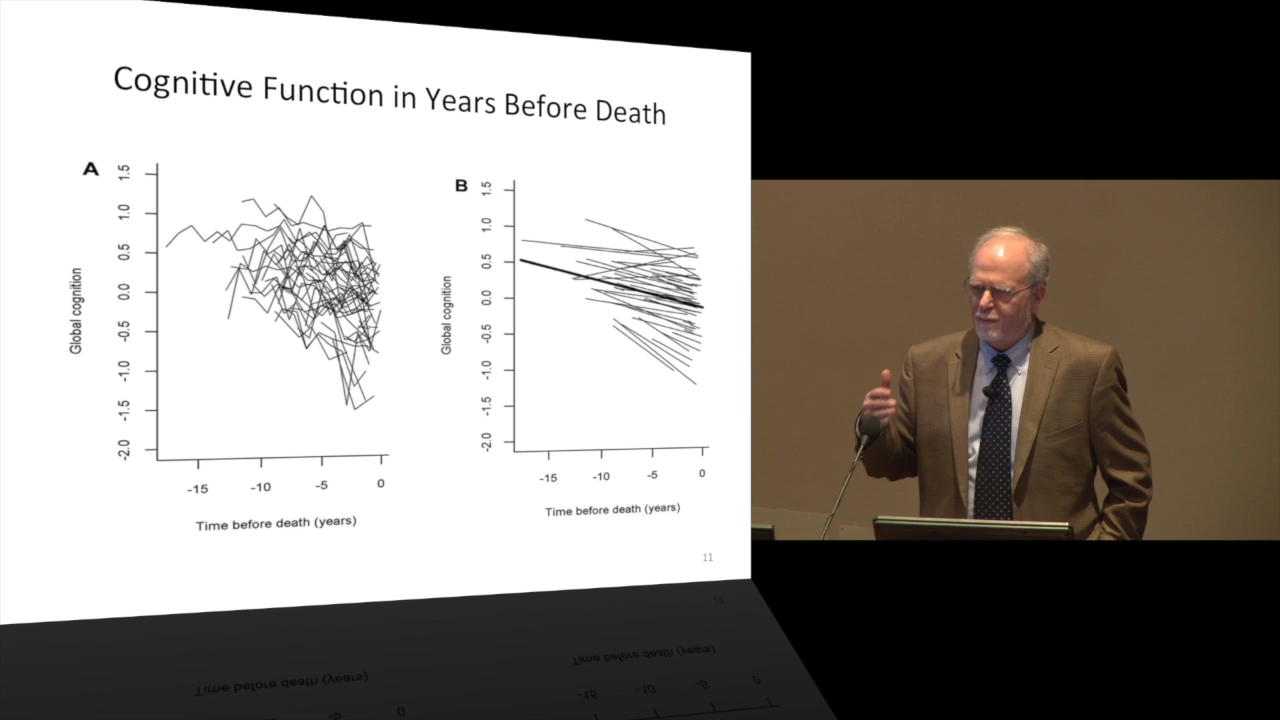 Cognitive Function in Years Before Death
A
1.5
1.0
0.5
0.0
-0.5
-1.0
-1.5
-2.0
Global cognition
-15 -10 -5 0
Time before death (years)
B
1.5
1.0
0.5
0.0
-0.5
-1.0
-1.5
-2.0
Global cognition
-15 -10 -5 0
Time before death (years)
11